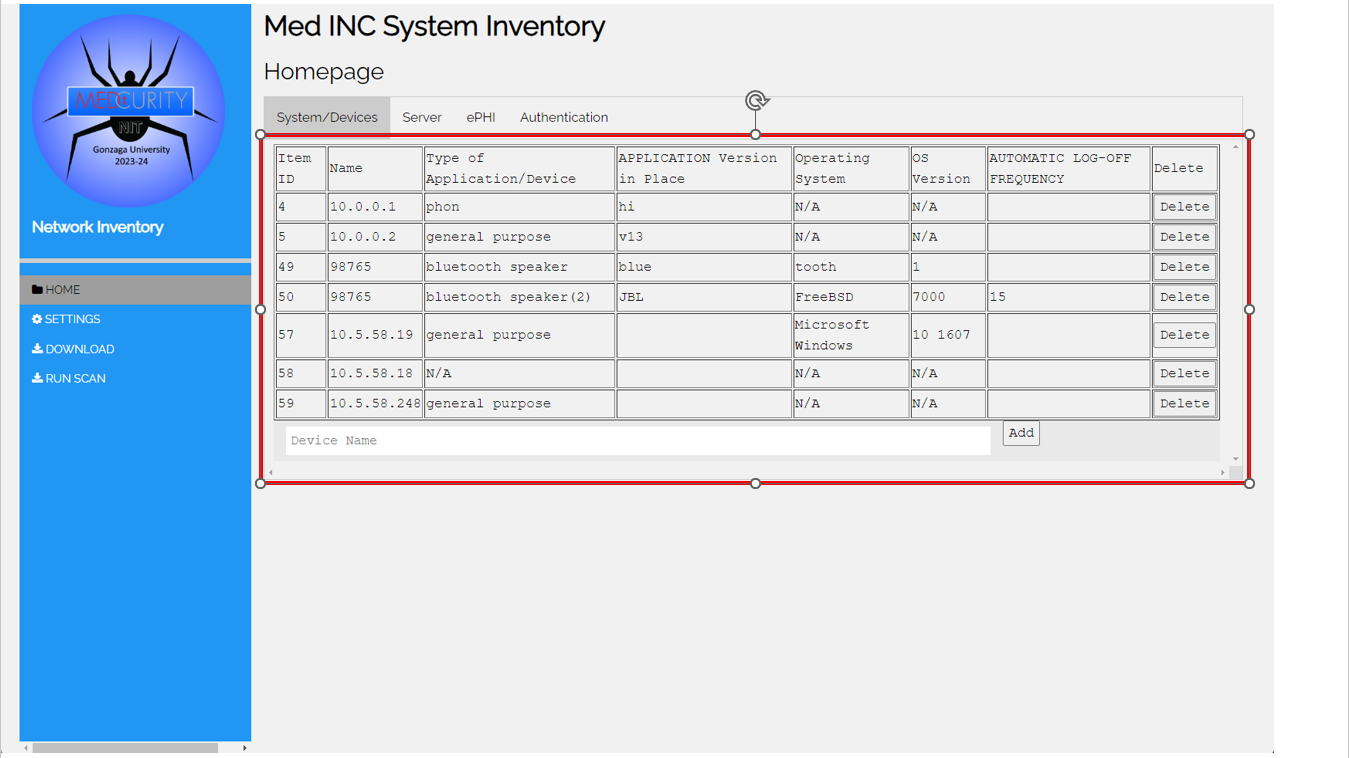 MEDCURITY
NIT
Gonzaga University
2023-24
Network Inventory
HOME
SETTINGS
DOWNLOAD
RUN SCAN
Med INC System Inventory
Homepage
System/Devices Server ePHI Authentication
Item ID Name Type of Application/Device APPLICATION Version in Place Operating System OS Version AUTOMATIC LOG-OFF FREQUENCY Delete
4 10.0.0.1 phon hi N/A N/A Delete
5 10.0.0.2 general purpose v13 N/A N/A Delete
49 98765 bluetooth speaker blue tooth 1 Delete
50 98765 bluetooth speaker(2) JBL FreeBSD 7000 15 Delete
57 10.5.58.19 general purpose Microsoft Windows 10 1607 Delete
58 10.5.58.18 N/A N/A N/A Delete
59 10.5.58.248 general purpose N/A N/A Delete
Device Name Add